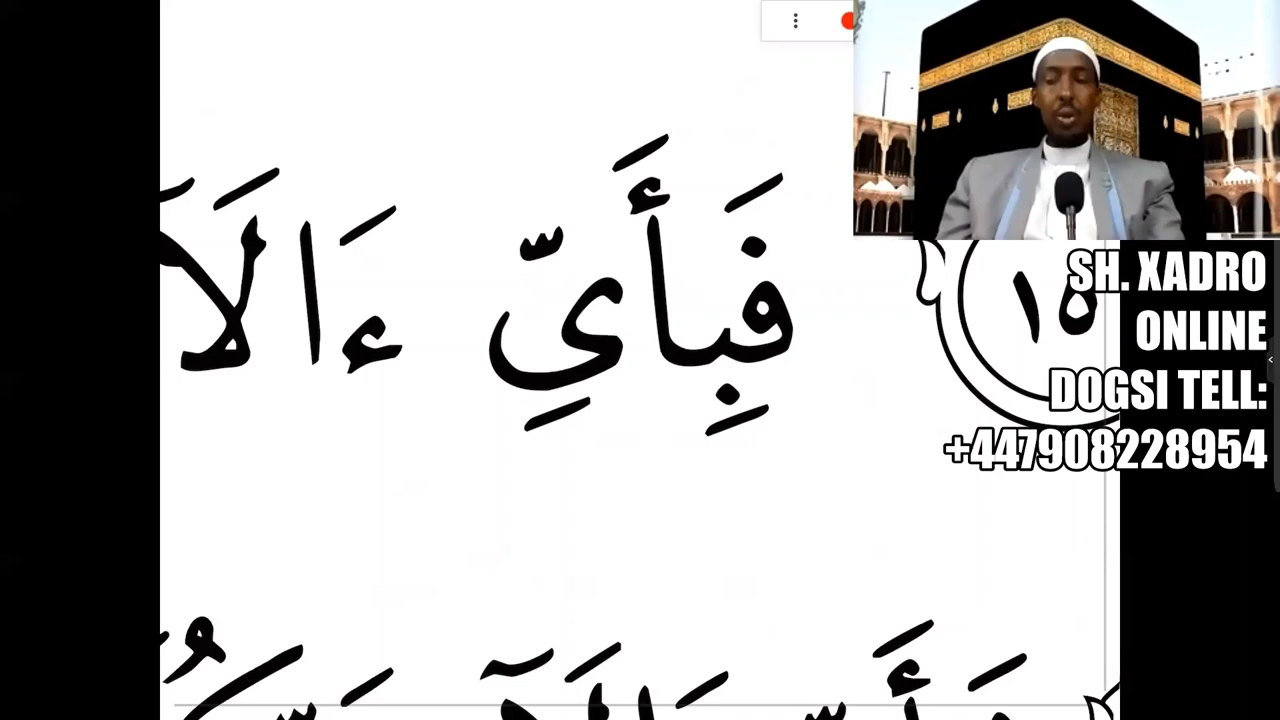 ١٥ فَبِأَيِّ ءَالَا
SH. XADRO
ONLINE
DOGSI TELL:
+447908228954